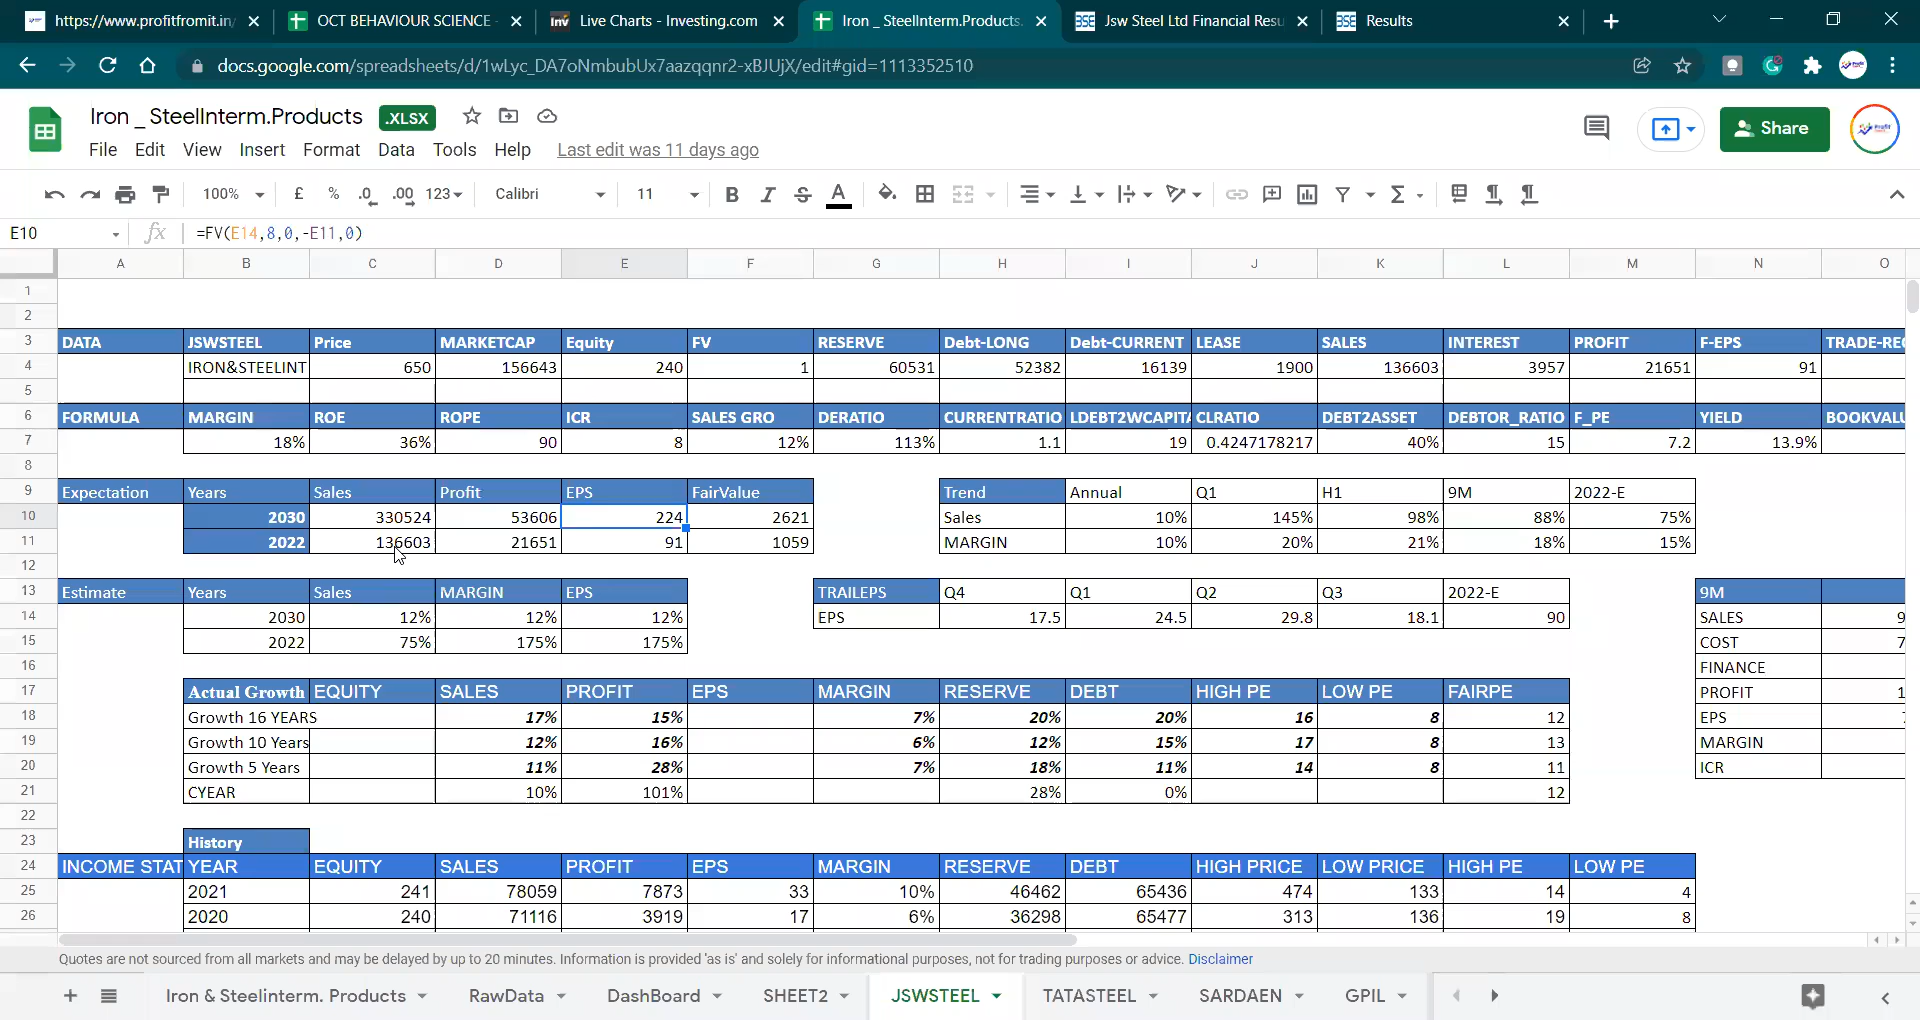 https://www.profitfromit.in/
OCT BEHAVIOUR SCIENCE -
Inv Live Charts - Investing.com
Iron _ SteelInterm.Products.
BSE Jsw Steel Ltd Financial Resu
BSE Results
docs.google.com/spreadsheets/d/1wLyc_DA7oNmbubUx7aazqqnr2-xBJUjX/edit#gid=1113352510
Iron _ SteelInterm.Products .XLSX
Share
File Edit View Insert Format Data Tools Help Last edit was 11 days ago
100% £ % .0 .00 123 Calibri 11 B I S A
E10 fx =FV(E14,8,0,-E11,0)
A B C D E F G H I J K L M N O
1
2
3 DATA JSWSTEEL Price MARKETCAP Equity FV RESERVE Debt-LONG Debt-CURRENT LEASE SALES INTEREST PROFIT F-EPS TRADE-REC
4 IRON&STEELINT 650 156643 240 1 60531 52382 16139 1900 136603 3957 21651 91
5
6 FORMULA MARGIN ROE ROPE ICR SALES GRO DERATIO CURRENTRATIO LDEBT2WCAPITA CLRATIO DEBT2ASSET DEBTOR_RATIO F_PE YIELD BOOKVALU
7 18% 36% 90 8 12% 113% 1.1 19 0.4247178217 40% 15 7.2 13.9%
8
9 Expectation Years Sales Profit EPS FairValue Trend Annual Q1 H1 9M 2022-E
10 2030 330524 53606 224 2621 Sales 10% 145% 98% 88% 75%
11 2022 136603 21651 91 1059 MARGIN 10% 20% 21% 18% 15%
12
13 Estimate Years Sales MARGIN EPS TRAILEPS Q4 Q1 Q2 Q3 2022-E 9M
14 2030 12% 12% 12% EPS 17.5 24.5 29.8 18.1 90 SALES 9
15 2022 75% 175% 175% COST 7
16 FINANCE
17 Actual Growth EQUITY SALES PROFIT EPS MARGIN RESERVE DEBT HIGH PE LOW PE FAIRPE PROFIT 1
18 Growth 16 YEARS 17% 15% 7% 20% 20% 16 8 12 EPS
19 Growth 10 Years 12% 16% 6% 12% 15% 17 8 13 MARGIN
20 Growth 5 Years 11% 28% 7% 18% 11% 14 8 11 ICR
21 CYEAR 10% 101% 28% 0% 12
22
23 History
24 INCOME STAT YEAR EQUITY SALES PROFIT EPS MARGIN RESERVE DEBT HIGH PRICE LOW PRICE HIGH PE LOW PE
25 2021 241 78059 7873 33 10% 46462 65436 474 133 14 4
26 2020 240 71116 3919 17 6% 36298 65477 313 136 19 8
Quotes are not sourced from all markets and may be delayed by up to 20 minutes. Information is provided 'as is' and solely for informational purposes, not for trading purposes or advice. Disclaimer
Iron & Steelinterm. Products RawData DashBoard SHEET2 JSWSTEEL TATASTEEL SARDAEN GPIL